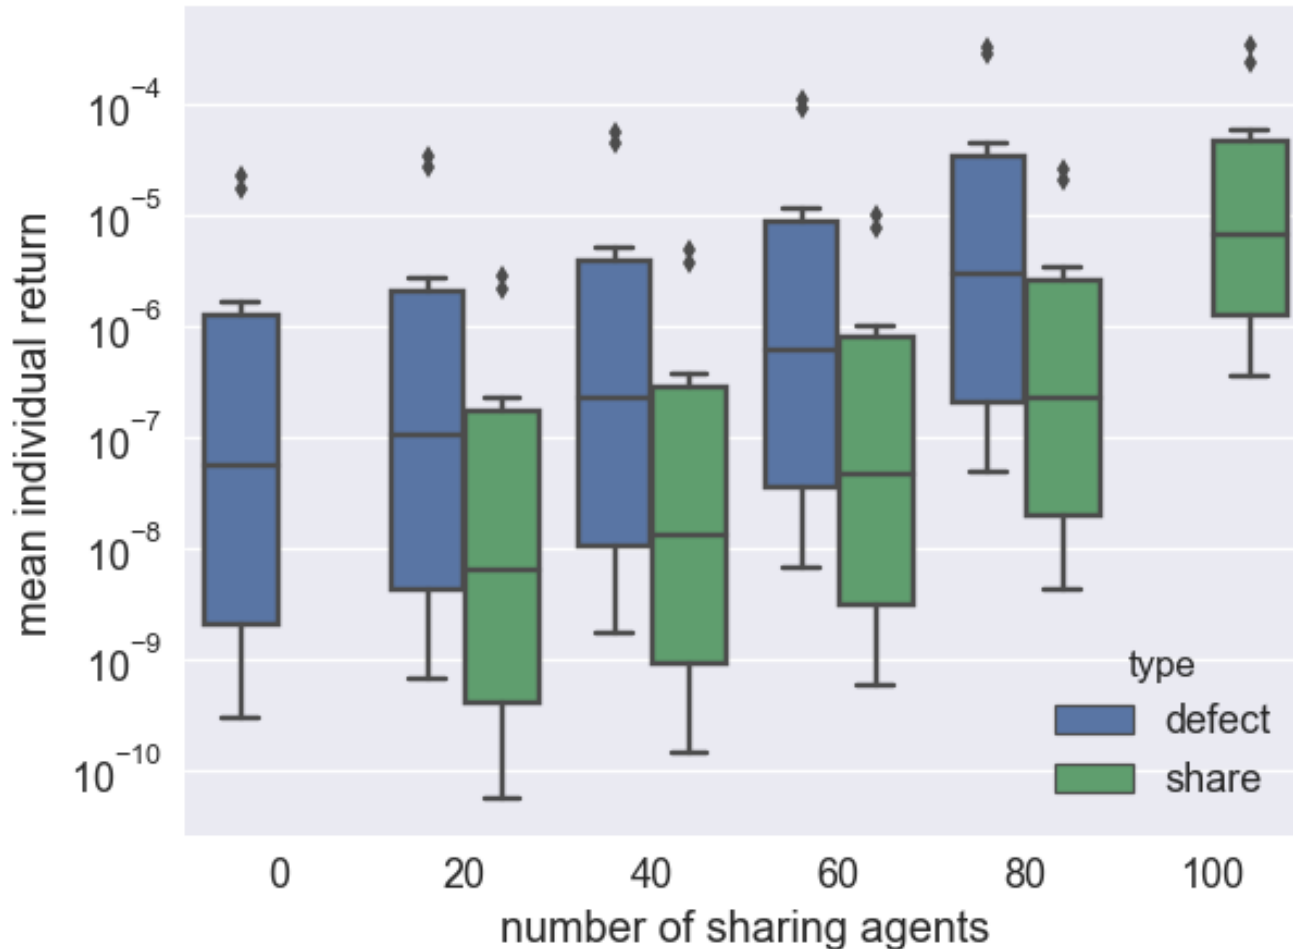 mean individual return
10⁻⁴
10⁻⁵
10⁻⁶
10⁻⁷
10⁻⁸
10⁻⁹
10⁻¹⁰
type
defect
share
0 20 40 60 80 100
number of sharing agents